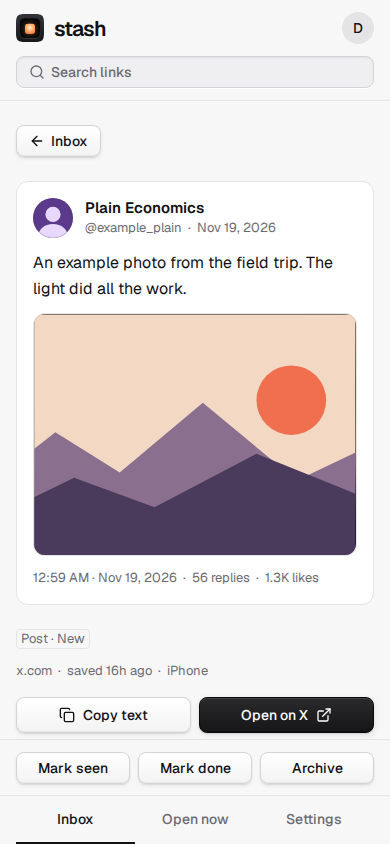 stash
D
Search links
Inbox
Plain Economics
@example_plain · Nov 19, 2026
An example photo from the field trip. The
light did all the work.
12:59 AM · Nov 19, 2026 · 56 replies · 1.3K likes
Post · New
x.com · saved 16h ago · iPhone
Copy text
Open on X
Mark seen
Mark done
Archive
Inbox
Open now
Settings